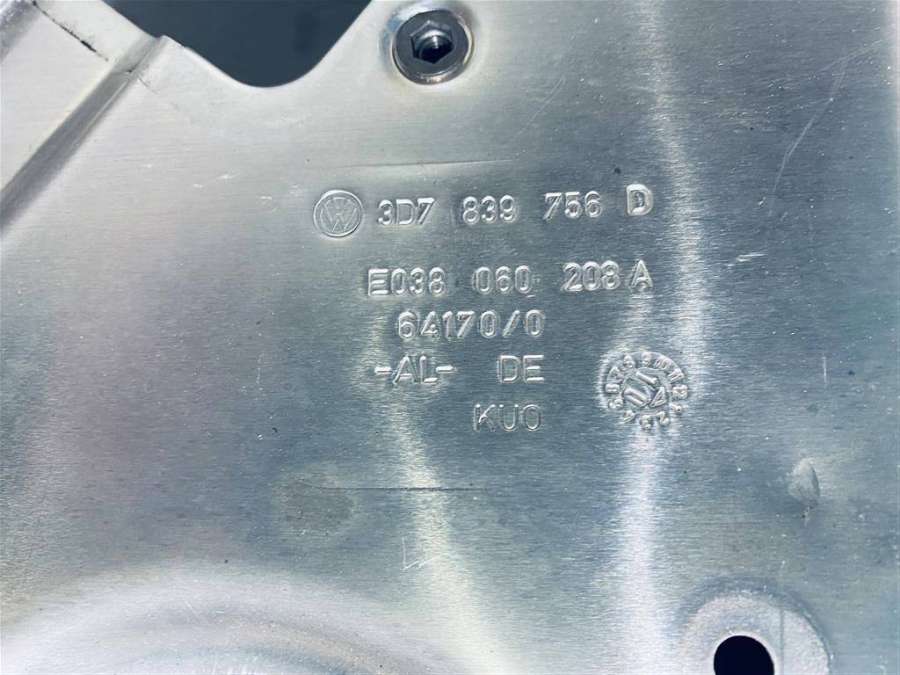 3D7 839 756 D
E038 060 208 A
64170/0
-AL- DE
KUO